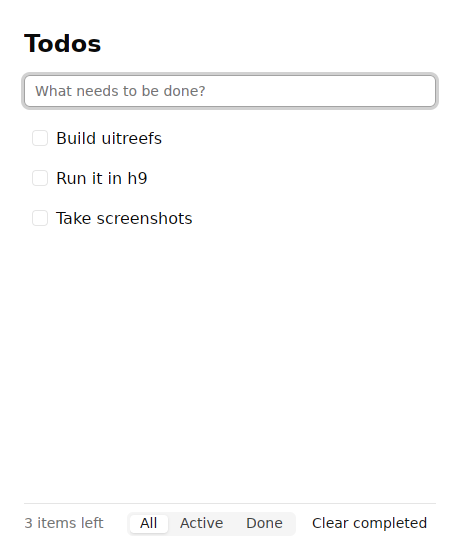 Todos
What needs to be done?
Build uitreefs
Run it in h9
Take screenshots
3 items left All Active Done Clear completed